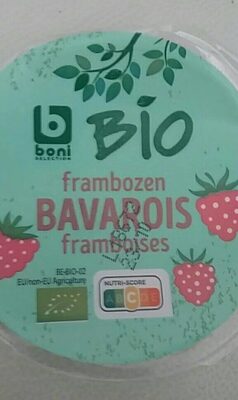 b
BIO
boni
SELECTION
frambozen
BAVAROIS
framboises
BE-BIO-02
EU/non-EU Agriculture
NUTRI-SCORE
A B C D E